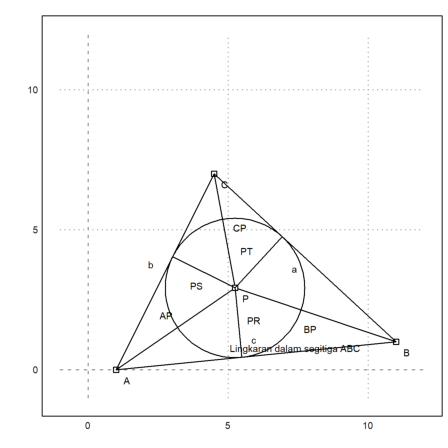 10
C
CP
5
PT
b
a
PS
P
AP
PR
BP
c
Lingkaran dalam segitiga ABC
B
0
A
0
5
10